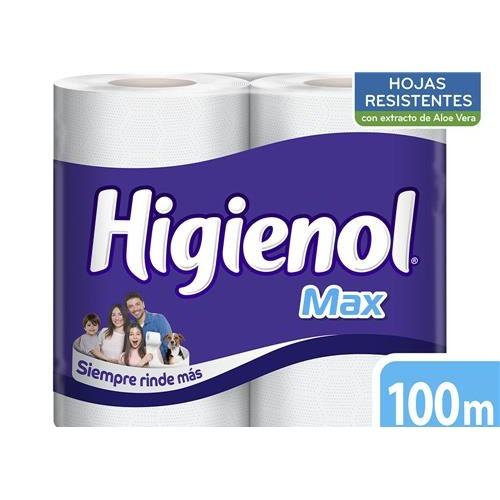 HOJAS
RESISTENTES
con extracto de Aloe Vera
Higienol®
Max
Siempre rinde más
100m